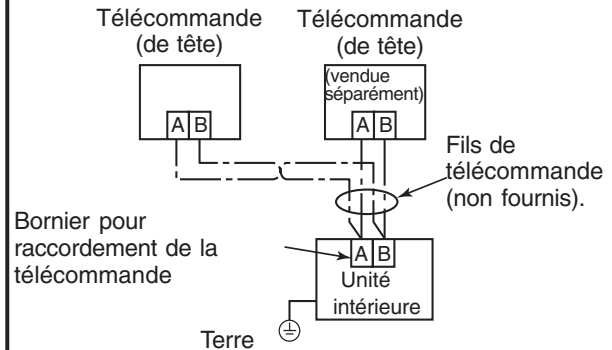 Télécommande
(de tête)
Télécommande
(de tête)
(vendue
séparément)
A B
A B
Fils de
télécommande
(non fournis).
Bornier pour
raccordement de la
télécommande
A B
Unité
intérieure
Terre